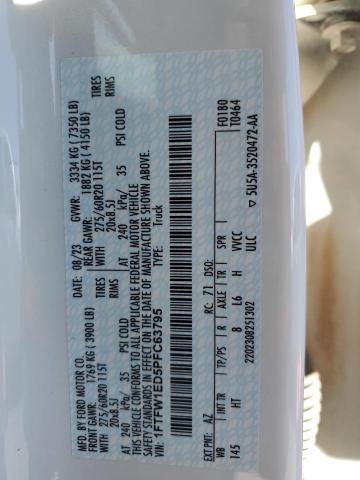 MFD. BY FORD MOTOR CO.
08/23 GVWR: 3334 KG ( 7350 LB)
FRONT GAWR: 1769 KG ( 3900 LB) REAR GAWR: 1882 KG ( 4150 LB)
WITH 275/60R20 115T TIRES WITH 275/60R20 115T TIRES
20x8.5J RIMS 20x8.5J RIMS
AT 240 kPa/ 35 PSI COLD AT 240 kPa/ 35 PSI COLD
THIS VEHICLE CONFORMS TO ALL APPLICABLE FEDERAL MOTOR VEHICLE
SAFETY STANDARDS IN EFFECT ON THE DATE OF MANUFACTURE SHOWN ABOVE.
VIN: 1FTFW1ED5PFC63795 TYPE: Truck
F0180
T0464
EXT PNT: AZ RC: 71 DSO:
WB TP/PS R AXLE TR SPR
145 HT 8 L6 H VVCC
2202308251302 ULC
▽ 5U5A-3520472-AA